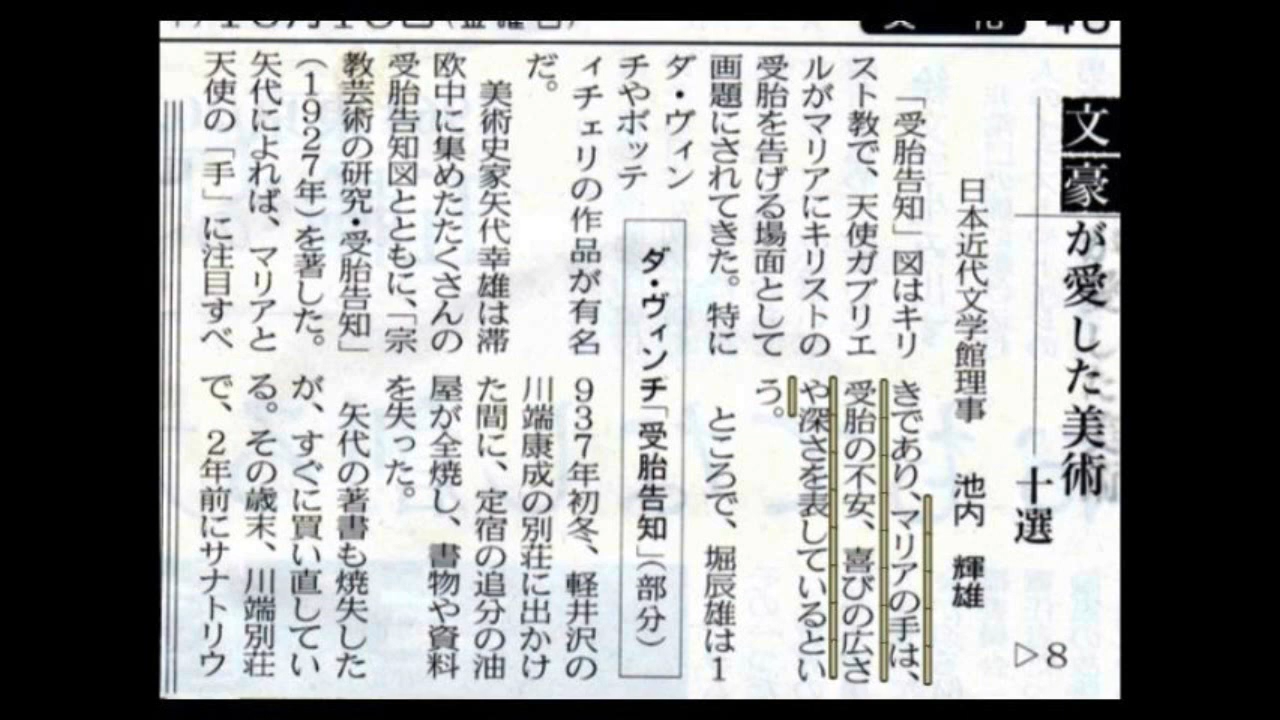 文豪が愛した美術
十選
▷8
日本近代文学館理事 池内 輝雄
「受胎告知」図はキリ
スト教で、天使ガブリエ
ルがマリアにキリストの
受胎を告げる場面として
画題にされてきた。特に
ダ・ヴィン
チやボッテ
ィチェリの作品が有名
だ。
美術史家矢代幸雄は滞
欧中に集めたたくさんの
受胎告知図とともに、「宗
教芸術の研究・受胎告知」
(1927年)を著した。
矢代によれば、マリアと
天使の「手」に注目すべ
きであり、マリアの手は、
受胎の不安、喜びの広さ
や深さを表しているとい
う。
ところで、堀辰雄は1
937年初冬、軽井沢の
川端康成の別荘に出かけ
た間に、定宿の追分の油
屋が全焼し、書物や資料
を失った。
矢代の著書も焼失した
が、すぐに買い直してい
る。その歳末、川端別荘
で、2年前にサナトリウ
ダ・ヴィンチ「受胎告知」(部分)